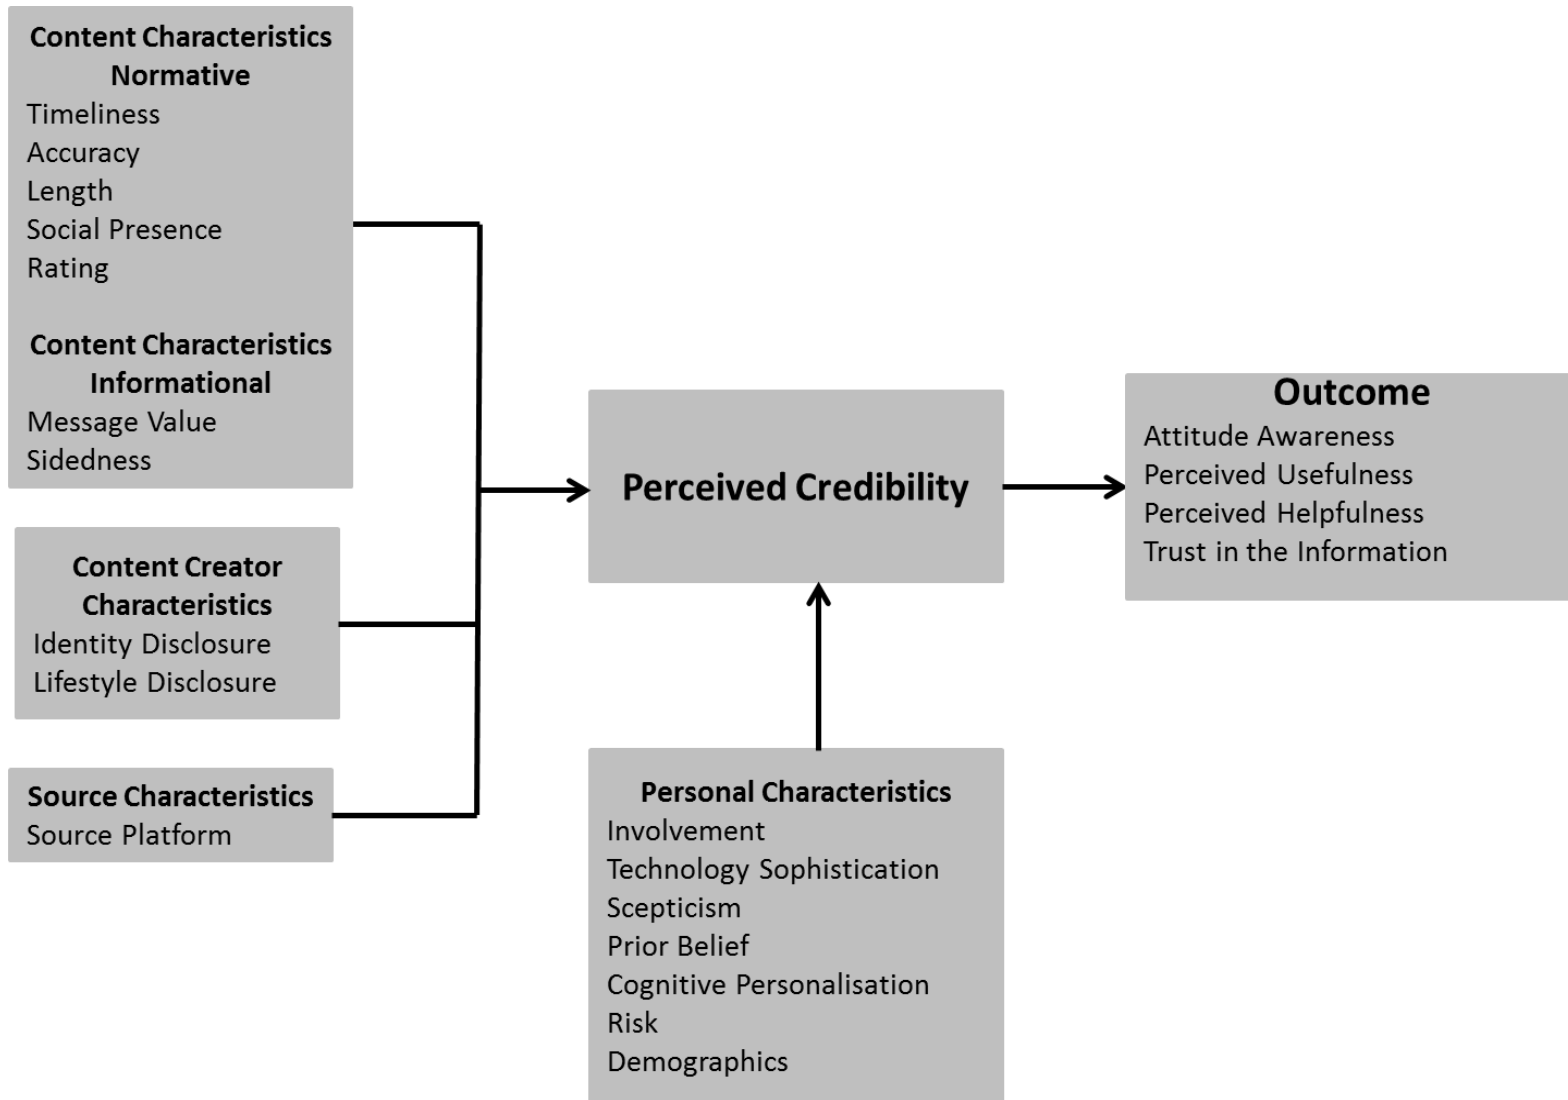 Content Characteristics
Normative
Timeliness
Accuracy
Length
Social Presence
Rating
Content Characteristics
Informational
Message Value
Sidedness
Content Creator
Characteristics
Identity Disclosure
Lifestyle Disclosure
Source Characteristics
Source Platform
Perceived Credibility
Personal Characteristics
Involvement
Technology Sophistication
Scepticism
Prior Belief
Cognitive Personalisation
Risk
Demographics
Outcome
Attitude Awareness
Perceived Usefulness
Perceived Helpfulness
Trust in the Information